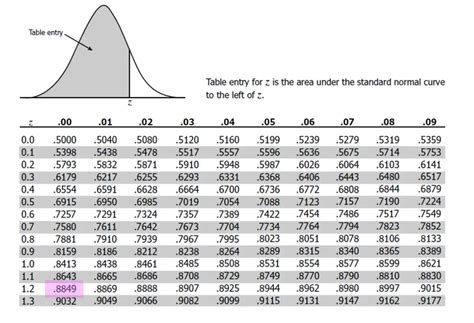 Table entry
z
Table entry for z is the area under the standard normal curve
to the left of z.
z .00 .01 .02 .03 .04 .05 .06 .07 .08 .09
0.0 .5000 .5040 .5080 .5120 .5160 .5199 .5239 .5279 .5319 .5359
0.1 .5398 .5438 .5478 .5517 .5557 .5596 .5636 .5675 .5714 .5753
0.2 .5793 .5832 .5871 .5910 .5948 .5987 .6026 .6064 .6103 .6141
0.3 .6179 .6217 .6255 .6293 .6331 .6368 .6406 .6443 .6480 .6517
0.4 .6554 .6591 .6628 .6664 .6700 .6736 .6772 .6808 .6844 .6879
0.5 .6915 .6950 .6985 .7019 .7054 .7088 .7123 .7157 .7190 .7224
0.6 .7257 .7291 .7324 .7357 .7389 .7422 .7454 .7486 .7517 .7549
0.7 .7580 .7611 .7642 .7673 .7704 .7734 .7764 .7794 .7823 .7852
0.8 .7881 .7910 .7939 .7967 .7995 .8023 .8051 .8078 .8106 .8133
0.9 .8159 .8186 .8212 .8238 .8264 .8289 .8315 .8340 .8365 .8389
1.0 .8413 .8438 .8461 .8485 .8508 .8531 .8554 .8577 .8599 .8621
1.1 .8643 .8665 .8686 .8708 .8729 .8749 .8770 .8790 .8810 .8830
1.2 .8849 .8869 .8888 .8907 .8925 .8944 .8962 .8980 .8997 .9015
1.3 .9032 .9049 .9066 .9082 .9099 .9115 .9131 .9147 .9162 .9177